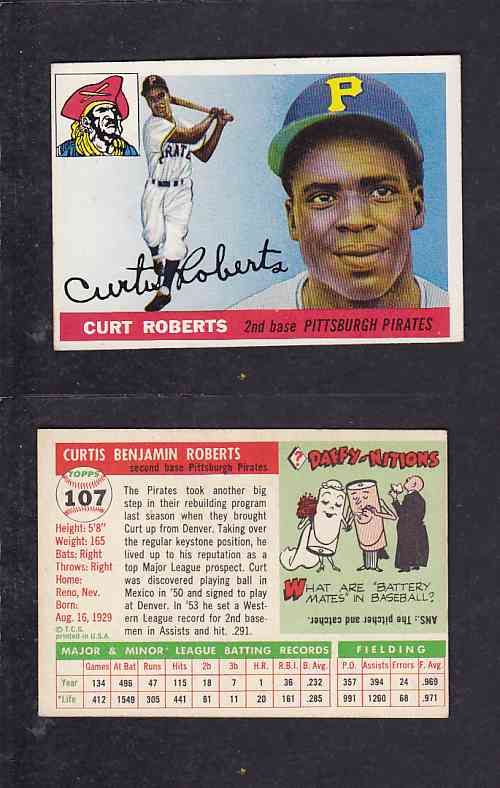 P
PIRATE
Curtis Roberts
CURT ROBERTS 2nd base PITTSBURGH PIRATES
CURTIS BENJAMIN ROBERTS
second base Pittsburgh Pirates
TOPPS
107
Height: 5'8"
Weight: 165
Bats: Right
Throws: Right
Home:
Reno, Nev.
Born:
Aug. 16, 1929
© T.C.G.
printed in U.S.A.
The Pirates took another big
step in their rebuilding program
last season when they brought
Curt up from Denver. Taking over
the regular keystone position, he
lived up to his reputation as a
top Major League prospect. Curt
was discovered playing ball in
Mexico in '50 and signed to play
at Denver. In '53 he set a West-
ern League record for 2nd base-
men in Assists and hit .291.
? DAFFY-NITIONS
WHAT ARE "BATTERY
MATES" IN BASEBALL?
ANS.: The pitcher and catcher.
MAJOR & MINOR LEAGUE BATTING RECORDS FIELDING
Games At Bat Runs Hits 2b 3b H.R. R.B.I. B. Avg. P.O. Assists Errors F. Avg.
Year 134 496 47 115 18 7 1 36 .232 357 394 24 .969
*Life 412 1549 305 441 61 11 20 161 .285 991 1260 68 .971